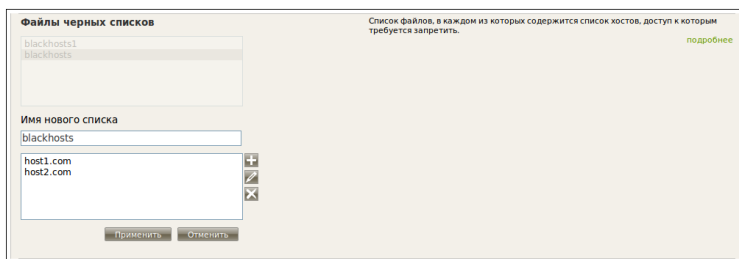 Файлы черных списков
Список файлов, в каждом из которых содержится список хостов, доступ к которым
требуется запретить.
подробнее
blackhosts1
blackhosts
Имя нового списка
blackhosts
host1.com
host2.com
Применить
Отменить